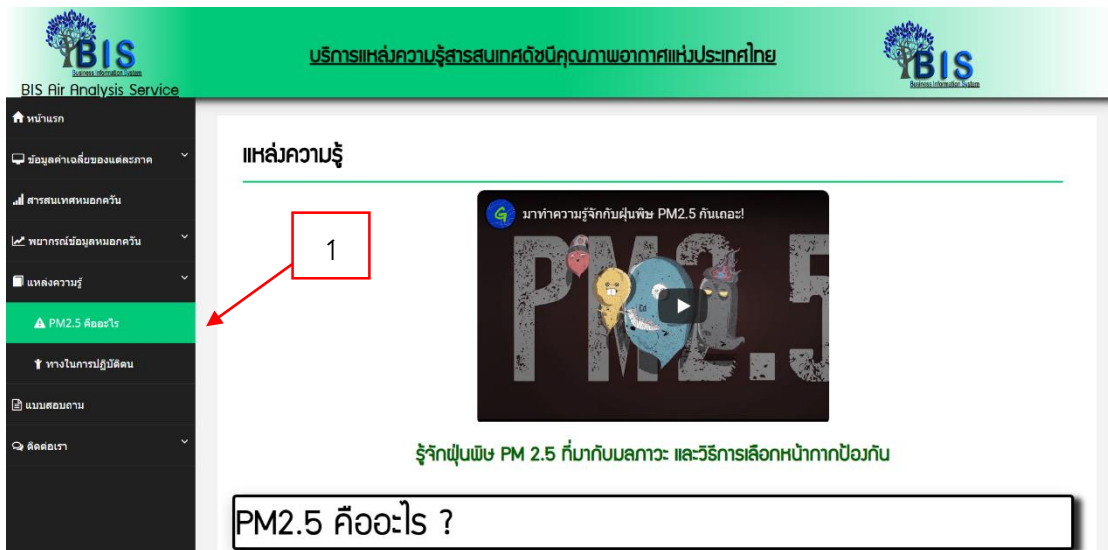 BIS
Business Information System
BIS Air Analysis Service
บริการแหล่งความรู้สารสนเทศดัชนีคุณภาพอากาศแห่งประเทศไทย
BIS
Business Information System
หน้าแรก
ข้อมูลค่าเฉลี่ยของแต่ละภาค
สารสนเทศหมอกควัน
พยากรณ์ข้อมูลหมอกควัน
แหล่งความรู้
PM2.5 คืออะไร
ทางในการปฏิบัติตน
แบบสอบถาม
ติดต่อเรา
1
แหล่งความรู้
G มาทำความรู้จักกับฝุ่นพิษ PM2.5 กันเถอะ!
PM2.5
Cd
รู้จักฝุ่นพิษ PM 2.5 ที่มากับมลภาวะ และวิธีการเลือกหน้ากากป้องกัน
PM2.5 คืออะไร ?